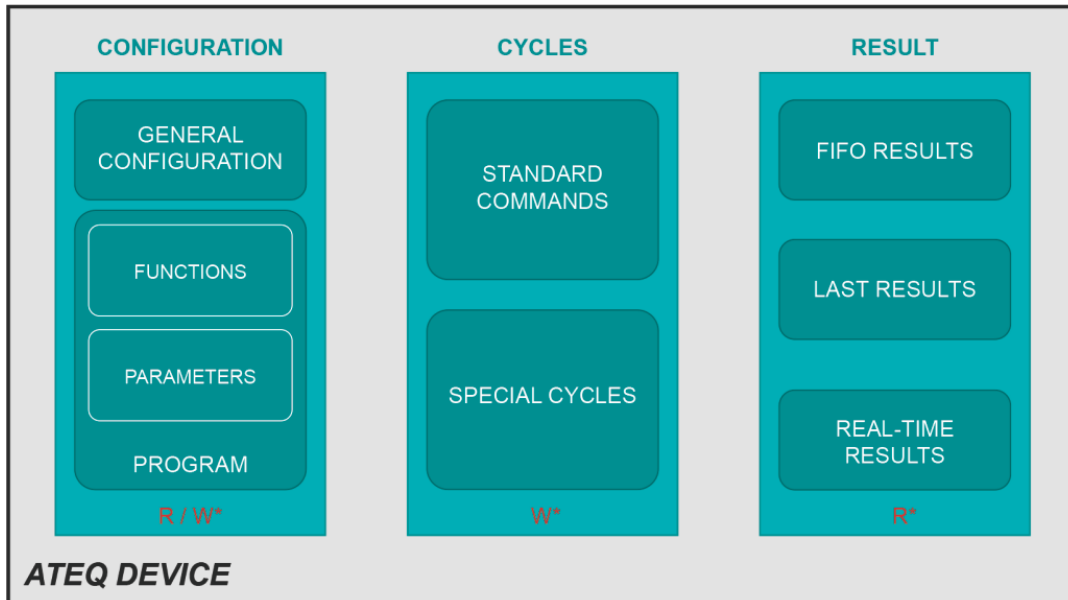 CONFIGURATION
GENERAL
CONFIGURATION
FUNCTIONS
PARAMETERS
PROGRAM
R / W*
CYCLES
STANDARD
COMMANDS
SPECIAL CYCLES
W*
RESULT
FIFO RESULTS
LAST RESULTS
REAL-TIME
RESULTS
R*
ATEQ DEVICE